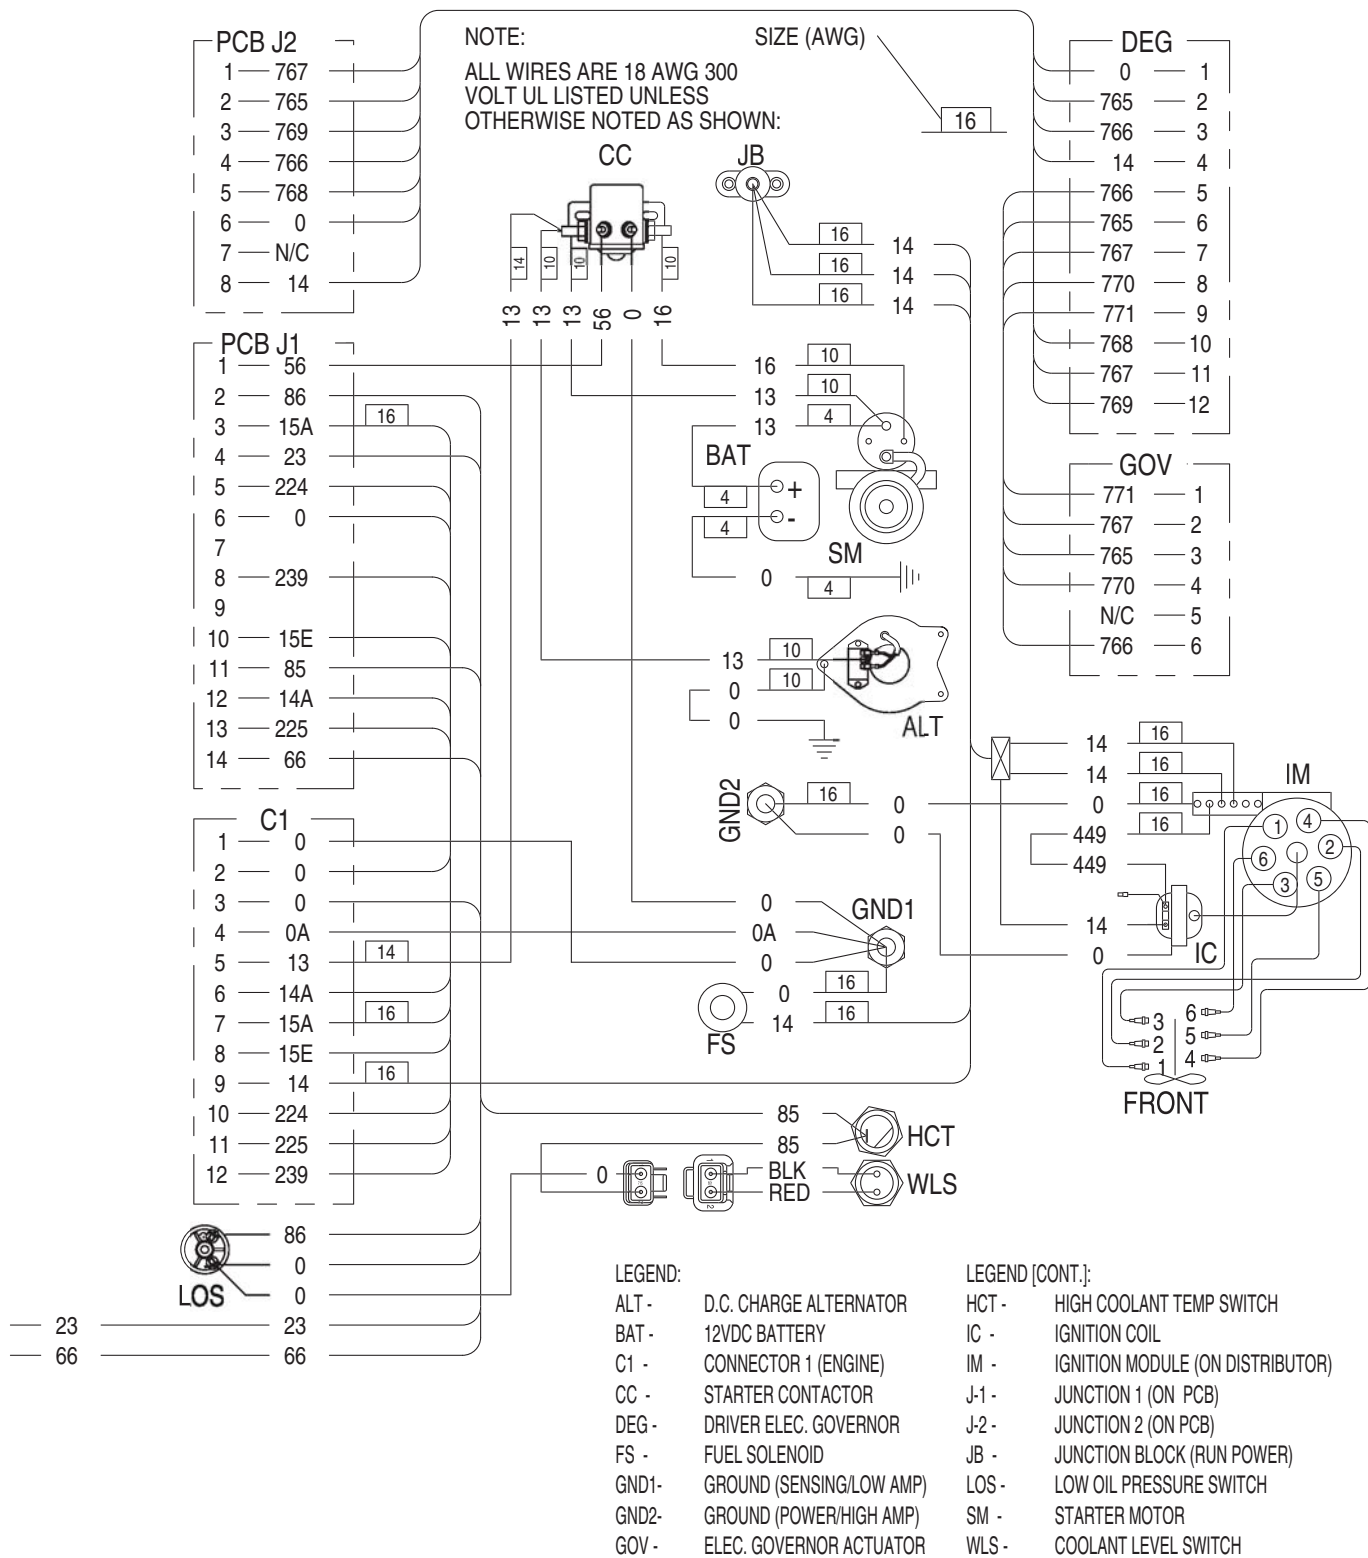 PCB J2
1 767
2 765
3 769
4 766
5 768
6 0
7 N/C
8 14
NOTE:
ALL WIRES ARE 18 AWG 300
VOLT UL LISTED UNLESS
OTHERWISE NOTED AS SHOWN:
SIZE (AWG)
16
DEG
0 1
765 2
766 3
14 4
766 5
765 6
767 7
770 8
771 9
768 10
767 11
769 12
CC
14 10 10 10
13 13 13 56 0 16
JB
16 14
16 14
16 14
PCB J1
1 56
2 86
3 15A 16
4 23
5 224
6 0
7
8 239
9
10 15E
11 85
12 14A
13 225
14 66
16 10
13 10
13 4
BAT
+
4
-
4
SM
0 4
GOV
771 1
767 2
765 3
770 4
N/C 5
766 6
13 10
0 10
0
ALT
C1
1 0
2 0
3 0
4 0A
5 13 14
6 14A
7 15A 16
8 15E
9 14 16
10 224
11 225
12 239
GND2
16 0
0
14 16
14 16
0 16
449 16
449
14
0
IM
1 4
2
6
3 5
IC
0
0A
0
GND1
0 16
14 16
FS
3 6
2 5
1 4
FRONT
85
85
HCT
0
1
2
BLK
RED
WLS
LOS
86
0
0
23 23
66 66
LEGEND:
ALT - D.C. CHARGE ALTERNATOR
BAT - 12VDC BATTERY
C1 - CONNECTOR 1 (ENGINE)
CC - STARTER CONTACTOR
DEG - DRIVER ELEC. GOVERNOR
FS - FUEL SOLENOID
GND1- GROUND (SENSING/LOW AMP)
GND2- GROUND (POWER/HIGH AMP)
GOV - ELEC. GOVERNOR ACTUATOR
LEGEND [CONT.]:
HCT - HIGH COOLANT TEMP SWITCH
IC - IGNITION COIL
IM - IGNITION MODULE (ON DISTRIBUTOR)
J-1 - JUNCTION 1 (ON PCB)
J-2 - JUNCTION 2 (ON PCB)
JB - JUNCTION BLOCK (RUN POWER)
LOS - LOW OIL PRESSURE SWITCH
SM - STARTER MOTOR
WLS - COOLANT LEVEL SWITCH